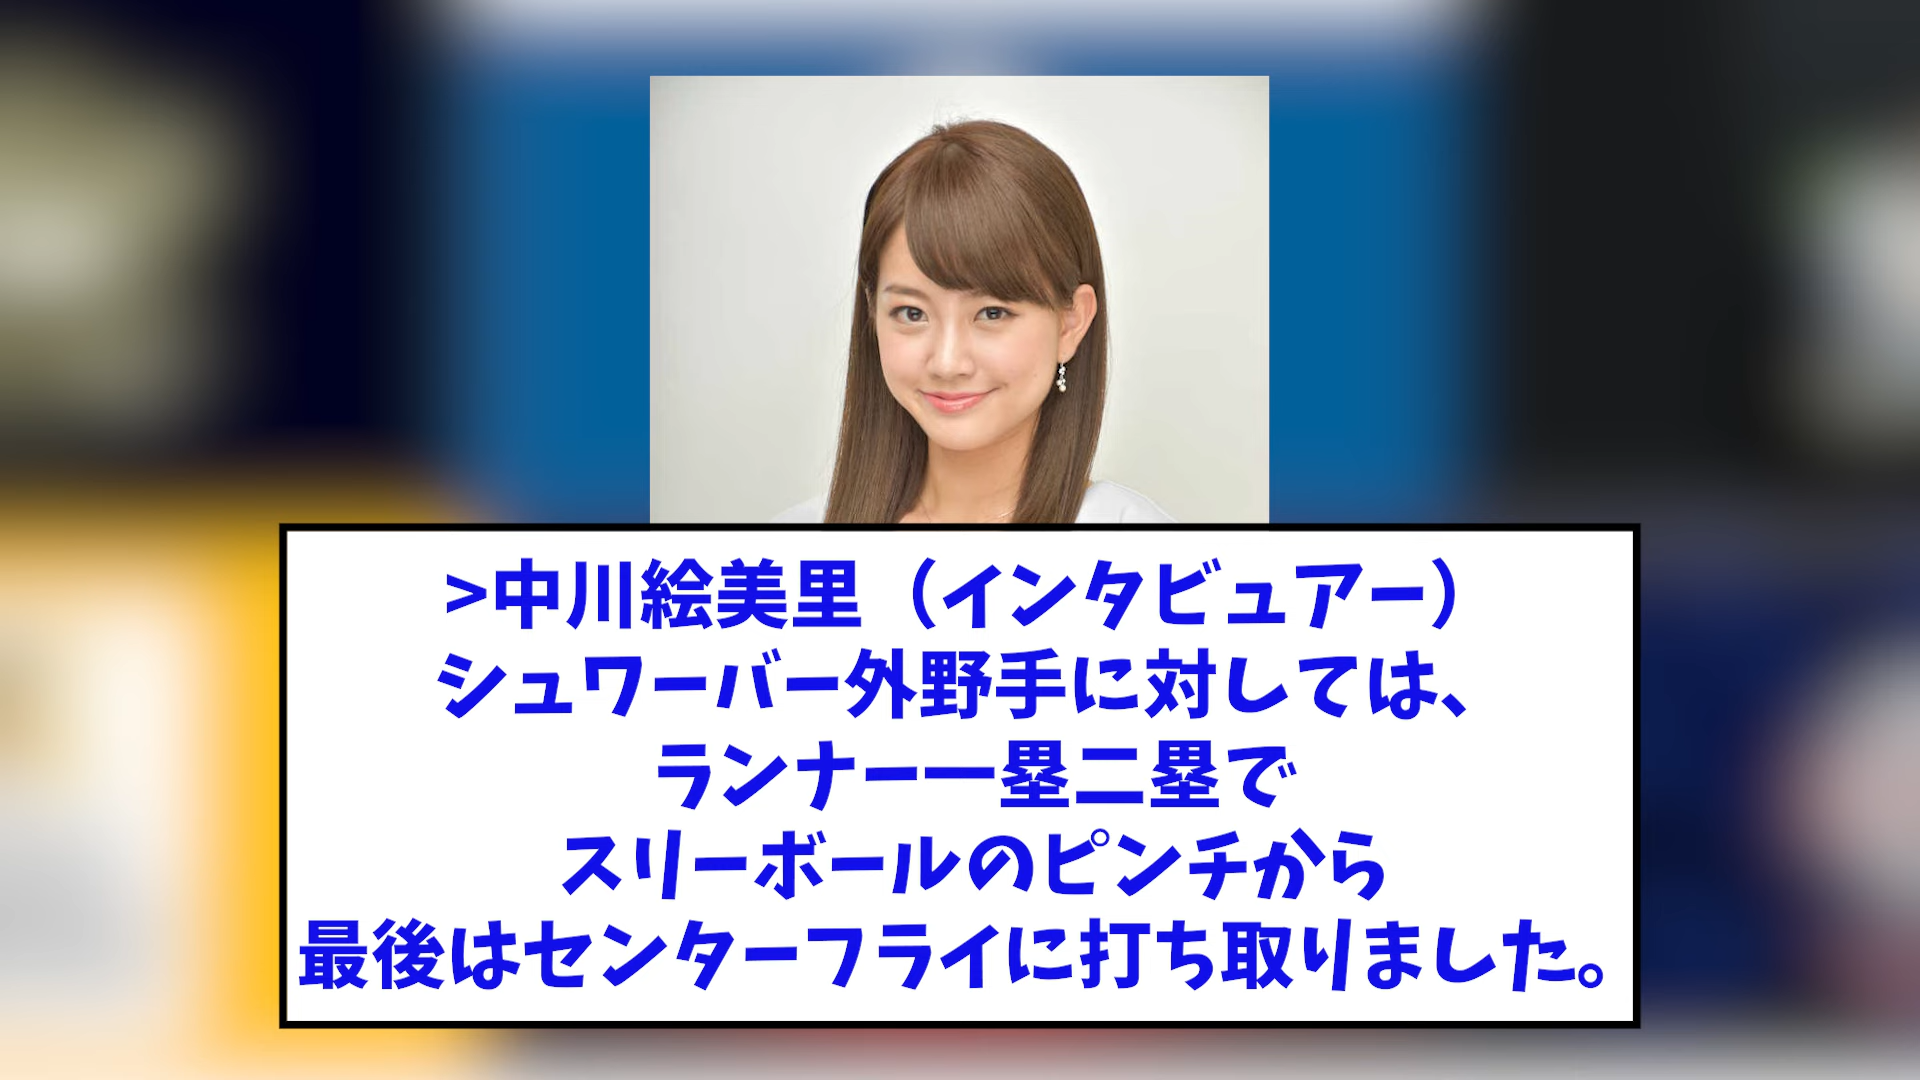 >中川絵美里（インタビュアー）
シュワーバー外野手に対しては、
ランナー一塁二塁で
スリーボールのピンチから
最後はセンターフライに打ち取りました。